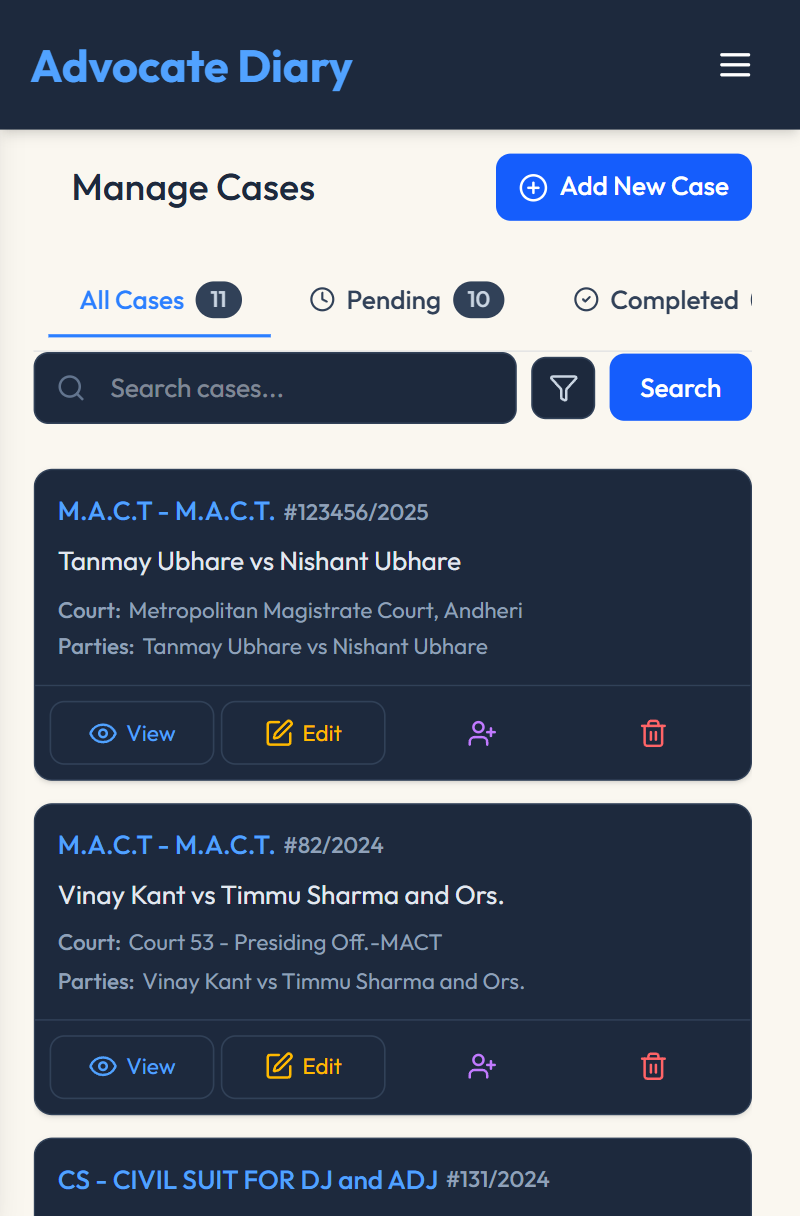 Advocate Diary
Manage Cases
Add New Case
All Cases 11 Pending 10 Completed
Search cases... Search
M.A.C.T - M.A.C.T. #123456/2025
Tanmay Ubhare vs Nishant Ubhare
Court: Metropolitan Magistrate Court, Andheri
Parties: Tanmay Ubhare vs Nishant Ubhare
View Edit
M.A.C.T - M.A.C.T. #82/2024
Vinay Kant vs Timmu Sharma and Ors.
Court: Court 53 - Presiding Off.-MACT
Parties: Vinay Kant vs Timmu Sharma and Ors.
View Edit
CS - CIVIL SUIT FOR DJ and ADJ #131/2024